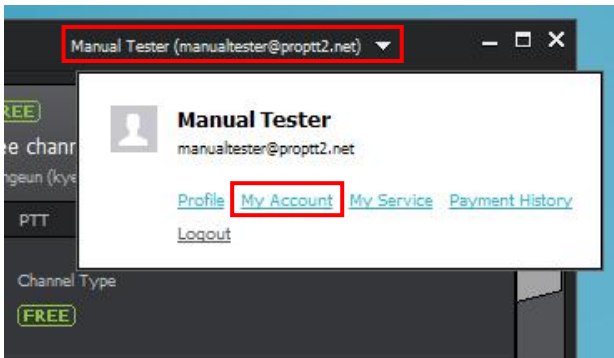 Manual Tester (manualtester@proptt2.net)
Manual Tester
manualtester@proptt2.net
Profile My Account My Service Payment History
Logout
REE
ee chann
ngeun (kye
PTT
Channel Type
FREE